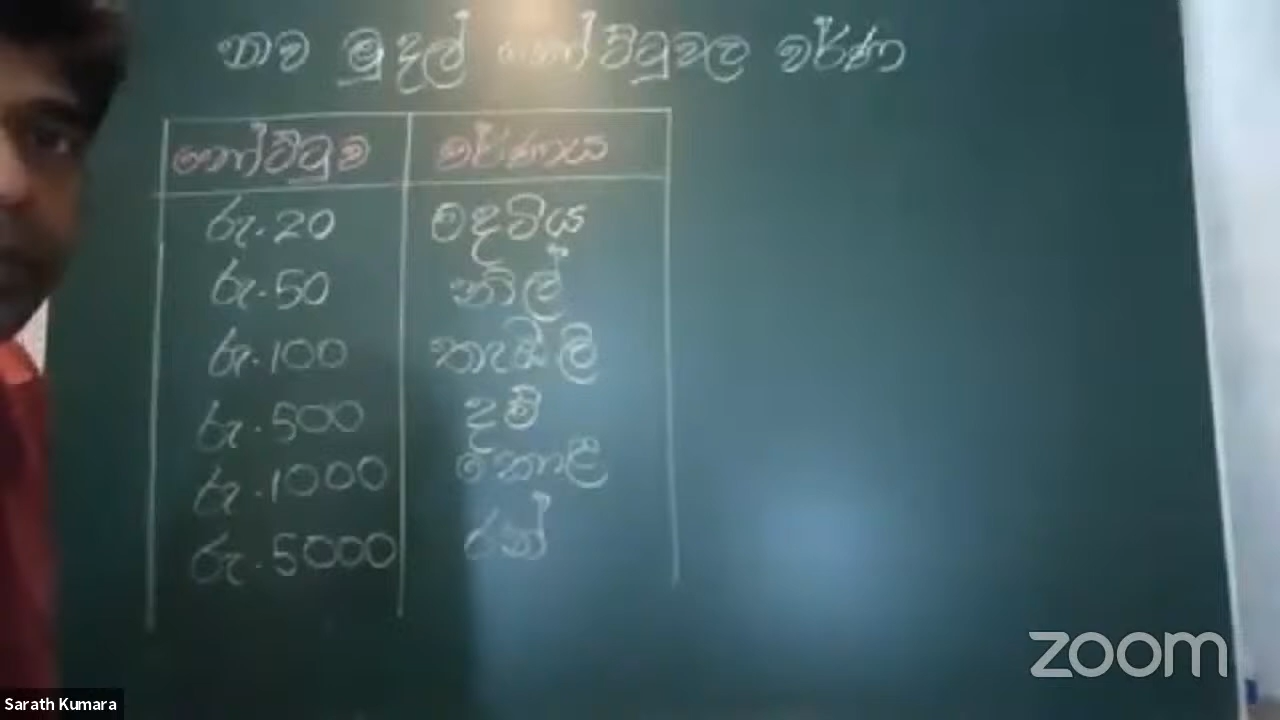 නව මුදල් නෝට්ටුවල වර්ණ
නෝට්ටුව වර්ණය
රු.20 මදටිය
රු.50 නිල්
රු.100 තැඹිලි
රු.500 දම්
රු.1000 කොළ
රු.5000 රන්
zoom
Sarath Kumara